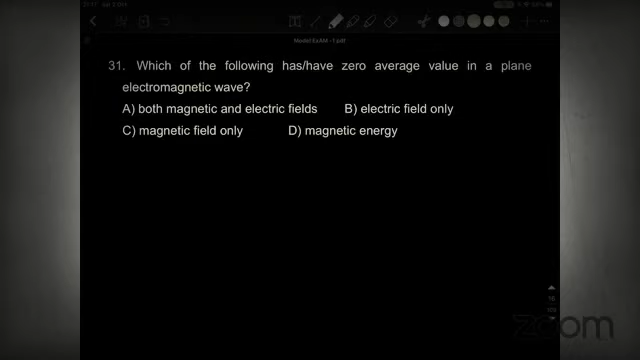 Model ExAM - I.pdf
31. Which of the following has/have zero average value in a plane
electromagnetic wave?
A) both magnetic and electric fields B) electric field only
C) magnetic field only D) magnetic energy
zoom